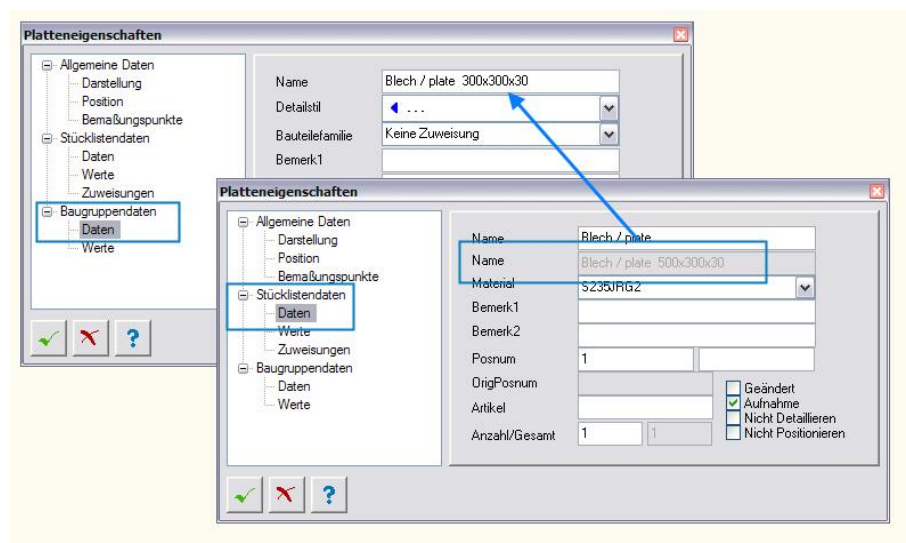 Platteneigenschaften
Allgemeine Daten
Darstellung
Position
Bemaßungspunkte
Stücklistendaten
Daten
Werte
Zuweisungen
Baugruppendaten
Daten
Werte
Name Blech / plate 300x300x30
Detailstil ...
Bauteilefamilie Keine Zuweisung
Bemerk1
?
Platteneigenschaften
Allgemeine Daten
Darstellung
Position
Bemaßungspunkte
Stücklistendaten
Daten
Werte
Zuweisungen
Baugruppendaten
Daten
Werte
Name Blech / plate
Name Blech / plate 500x300x30
Material S235JRG2
Bemerk1
Bemerk2
Posnum 1
OrigPosnum
Artikel
Anzahl/Gesamt 1 1
Geändert
Aufnahme
Nicht Detaillieren
Nicht Positionieren
?